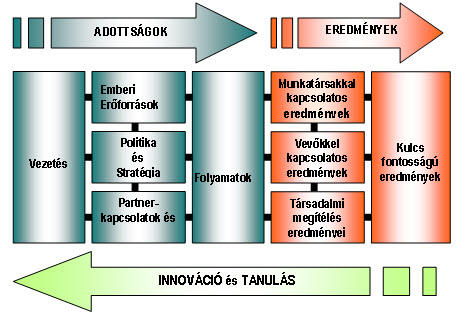 ADOTTSÁGOK
EREDMÉNYEK
Vezetés
Emberi
Erőforrások
Politika
és
Stratégia
Partner-
kapcsolatok és
Folyamatok
Munkatársakkal
kapcsolatos
eredmények
Vevőkkel
kapcsolatos
eredmények
Társadalmi
megítélés
eredményei
Kulcs
fontosságú
eredmények
INNOVÁCIÓ és TANULÁS